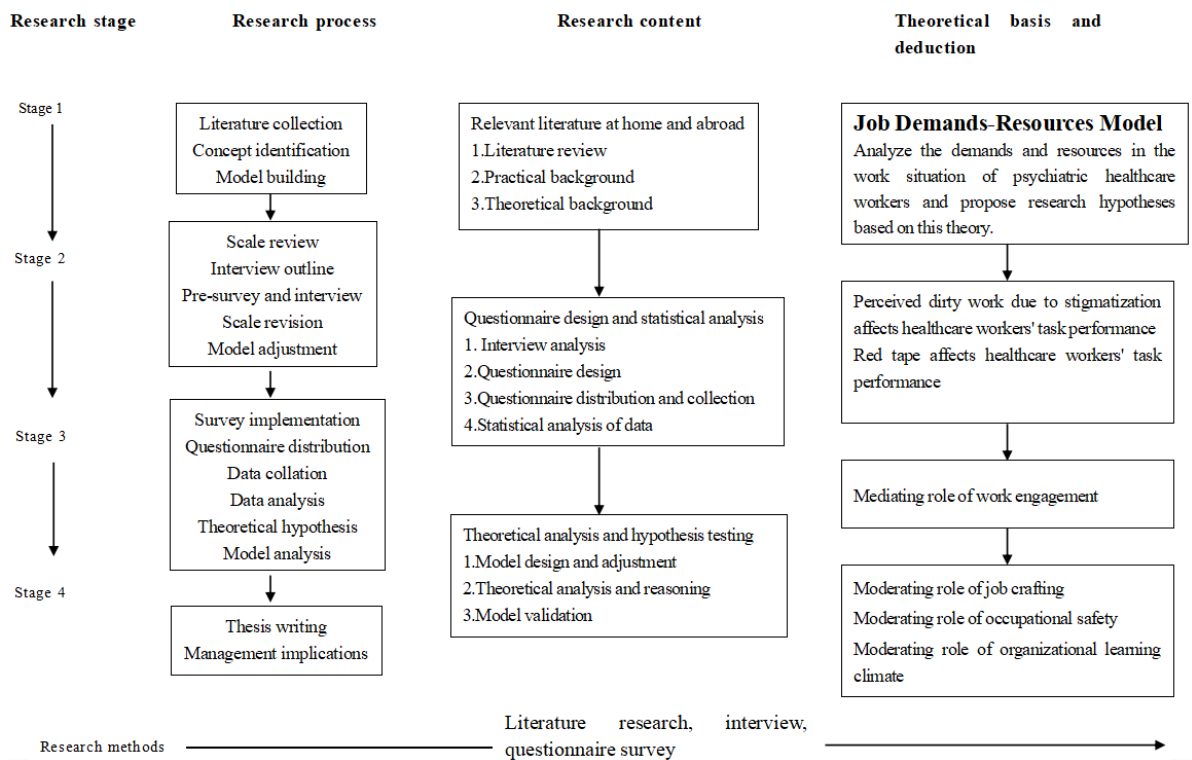 Research stage
Research process
Research content
Theoretical basis and
deduction
Stage 1
Stage 2
Stage 3
Stage 4
Literature collection
Concept identification
Model building
Scale review
Interview outline
Pre-survey and interview
Scale revision
Model adjustment
Survey implementation
Questionnaire distribution
Data collation
Data analysis
Theoretical hypothesis
Model analysis
Thesis writing
Management implications
Relevant literature at home and abroad
1.Literature review
2.Practical background
3.Theoretical background
Questionnaire design and statistical analysis
1. Interview analysis
2.Questionnaire design
3.Questionnaire distribution and collection
4.Statistical analysis of data
Theoretical analysis and hypothesis testing
1.Model design and adjustment
2.Theoretical analysis and reasoning
3.Model validation
Job Demands-Resources Model
Analyze the demands and resources in the
work situation of psychiatric healthcare
workers and propose research hypotheses
based on this theory.
Perceived dirty work due to stigmatization
affects healthcare workers' task performance
Red tape affects healthcare workers' task
performance
Mediating role of work engagement
Moderating role of job crafting
Moderating role of occupational safety
Moderating role of organizational learning
climate
Research methods
Literature research, interview,
questionnaire survey